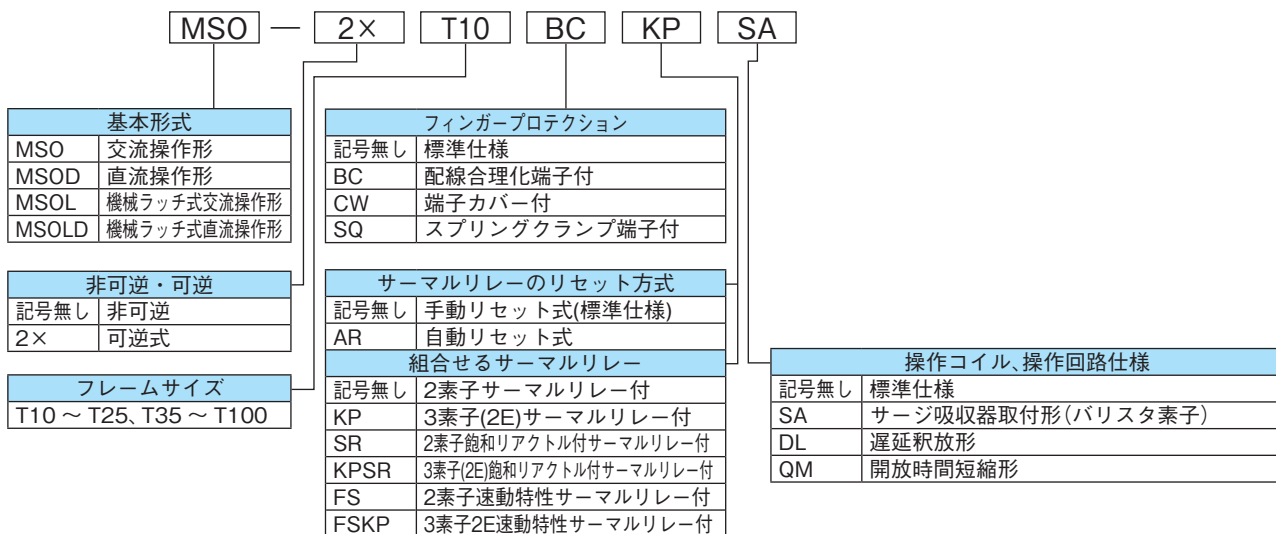 MSO — 2× T10 BC KP SA
基本形式
MSO 交流操作形
MSOD 直流操作形
MSOL 機械ラッチ式交流操作形
MSOLD 機械ラッチ式直流操作形
非可逆・可逆
記号無し 非可逆
2× 可逆式
フレームサイズ
T10 ～ T25、T35 ～ T100
フィンガープロテクション
記号無し 標準仕様
BC 配線合理化端子付
CW 端子カバー付
SQ スプリングクランプ端子付
サーマルリレーのリセット方式
記号無し 手動リセット式(標準仕様)
AR 自動リセット式
組合せるサーマルリレー
記号無し 2素子サーマルリレー付
KP 3素子(2E)サーマルリレー付
SR 2素子飽和リアクトル付サーマルリレー付
KPSR 3素子(2E)飽和リアクトル付サーマルリレー付
FS 2素子速動特性サーマルリレー付
FSKP 3素子2E速動特性サーマルリレー付
操作コイル、操作回路仕様
記号無し 標準仕様
SA サージ吸収器取付形(バリスタ素子)
DL 遅延釈放形
QM 開放時間短縮形